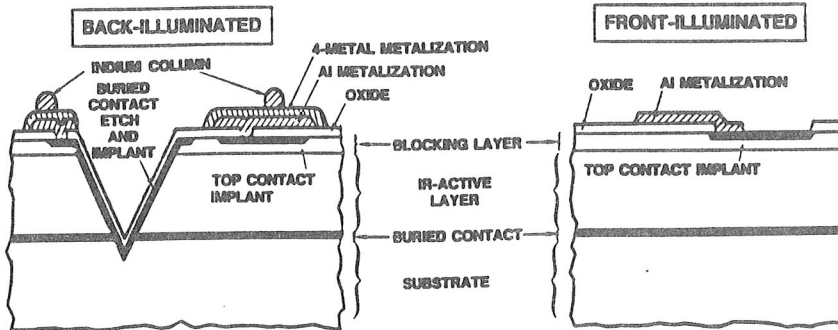 BACK-ILLUMINATED
FRONT-ILLUMINATED
4-METAL METALIZATION
INDIUM COLUMN
Al METALIZATION
BURIED
CONTACT
ETCH
AND
IMPLANT
OXIDE
OXIDE
Al METALIZATION
BLOCKING LAYER
TOP CONTACT
IMPLANT
IR-ACTIVE
LAYER
TOP CONTACT IMPLANT
BURIED CONTACT
SUBSTRATE